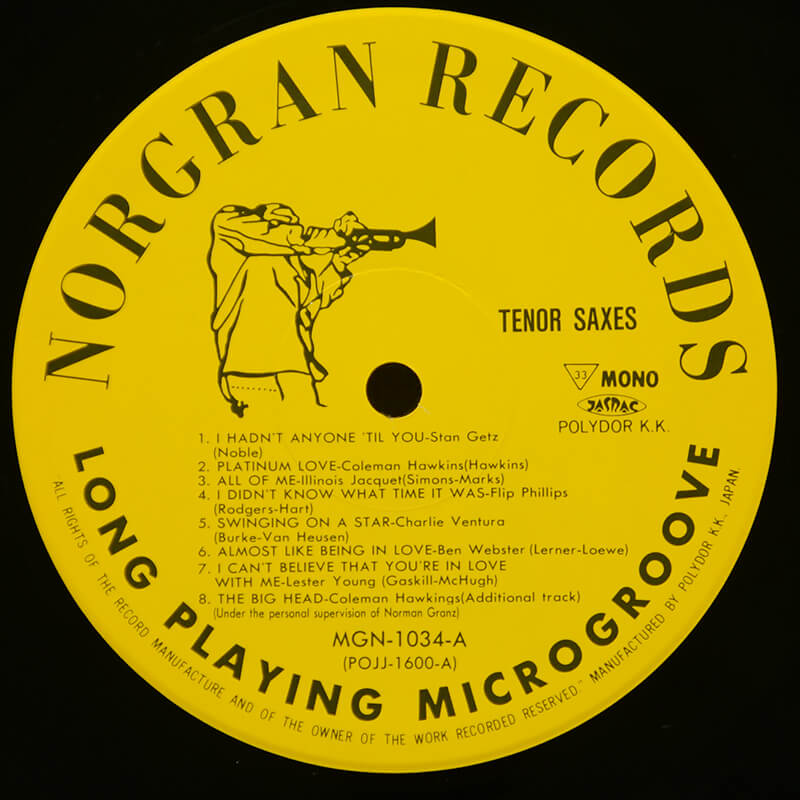 NORGRAN RECORDS
TENOR SAXES
33 MONO
JASRAC
POLYDOR K.K.
1. I HADN'T ANYONE 'TIL YOU-Stan Getz
(Noble)
2. PLATINUM LOVE-Coleman Hawkins(Hawkins)
3. ALL OF ME-Illinois Jacquet(Simons-Marks)
4. I DIDN'T KNOW WHAT TIME IT WAS-Flip Phillips
(Rodgers-Hart)
5. SWINGING ON A STAR-Charlie Ventura
(Burke-Van Heusen)
6. ALMOST LIKE BEING IN LOVE-Ben Webster (Lerner-Loewe)
7. I CAN'T BELIEVE THAT YOU'RE IN LOVE
WITH ME-Lester Young (Gaskill-McHugh)
8. THE BIG HEAD-Coleman Hawkings(Additional track)
(Under the personal supervision of Norman Granz)
MGN-1034-A
(POJJ-1600-A)
LONG PLAYING MICROGROOVE
"ALL RIGHTS OF THE RECORD MANUFACTURE AND OF THE OWNER OF THE WORK RECORDED RESERVED" MANUFACTURED BY POLYDOR K.K., JAPAN.